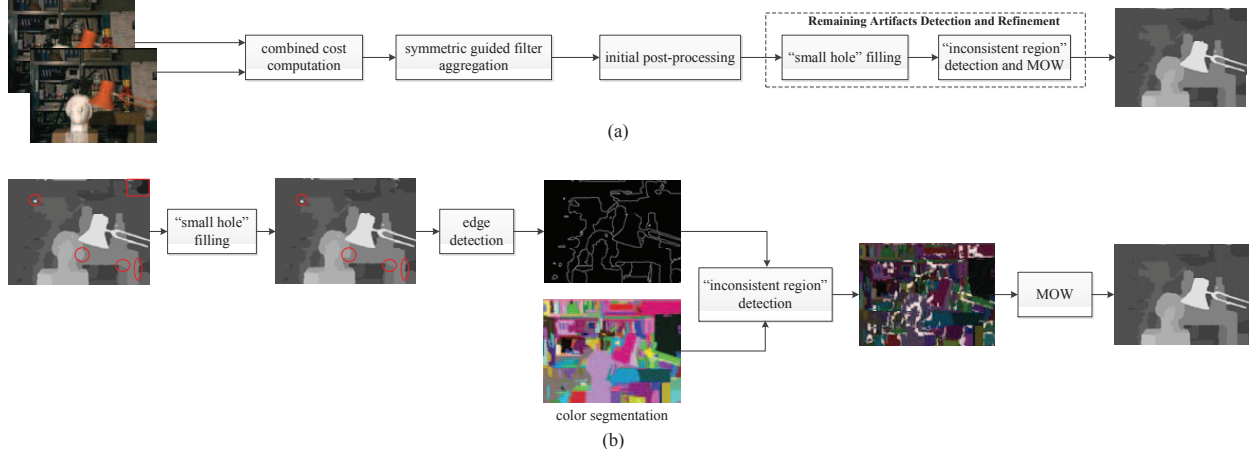 Remaining Artifacts Detection and Refinement
combined cost
computation
symmetric guided filter
aggregation
initial post-processing
“small hole” filling
“inconsistent region”
detection and MOW
(a)
“small hole”
filling
edge
detection
“inconsistent region”
detection
MOW
color segmentation
(b)